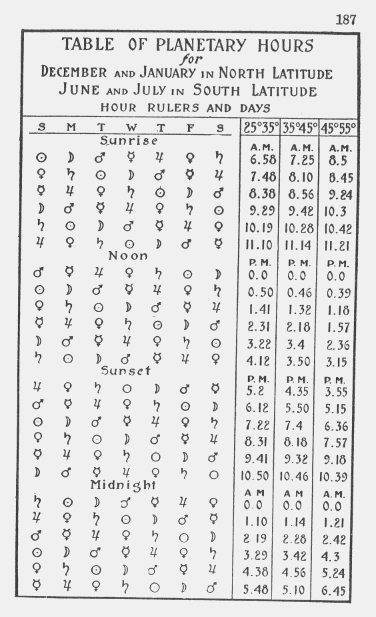 187
TABLE OF PLANETARY HOURS
for
DECEMBER AND JANUARY IN NORTH LATITUDE
JUNE AND JULY IN SOUTH LATITUDE
HOUR RULERS AND DAYS
S M T W T F S 25°35° 35°45° 45°55°
Sunrise A.M. A.M. A.M.
☉ ☽ ♂ ☿ ♃ ♀ ♄ 6.58 7.25 8.5
♀ ♄ ☉ ☽ ♂ ☿ ♃ 7.48 8.10 8.45
☿ ♃ ♀ ♄ ☉ ☽ ♂ 8.38 8.56 9.24
☽ ♂ ☿ ♃ ♀ ♄ ☉ 9.29 9.42 10.3
♄ ☉ ☽ ♂ ☿ ♃ ♀ 10.19 10.28 10.42
♃ ♀ ♄ ☉ ☽ ♂ ☿ 11.10 11.14 11.21
Noon P.M. P.M. P.M.
♂ ☿ ♃ ♀ ♄ ☉ ☽ 0.0 0.0 0.0
☉ ☽ ♂ ☿ ♃ ♀ ♄ 0.50 0.46 0.39
♀ ♄ ☉ ☽ ♂ ☿ ♃ 1.41 1.32 1.18
☿ ♃ ♀ ♄ ☉ ☽ ♂ 2.31 2.18 1.57
☽ ♂ ☿ ♃ ♀ ♄ ☉ 3.22 3.4 2.36
♄ ☉ ☽ ♂ ☿ ♃ ♀ 4.12 3.50 3.15
Sunset P.M. P.M. P.M.
♃ ♀ ♄ ☉ ☽ ♂ ☿ 5.2 4.35 3.55
♂ ☿ ♃ ♀ ♄ ☉ ☽ 6.12 5.50 5.15
☉ ☽ ♂ ☿ ♃ ♀ ♄ 7.22 7.4 6.36
♀ ♄ ☉ ☽ ♂ ☿ ♃ 8.31 8.18 7.57
☿ ♃ ♀ ♄ ☉ ☽ ♂ 9.41 9.32 9.18
☽ ♂ ☿ ♃ ♀ ♄ ☉ 10.50 10.46 10.39
Midnight A M A M A.M.
♄ ☉ ☽ ♂ ☿ ♃ ♀ 0.0 0.0 0.0
♃ ♀ ♄ ☉ ☽ ♂ ☿ 1.10 1.14 1.21
♂ ☿ ♃ ♀ ♄ ☉ ☽ 2 19 2.28 2.42
☉ ☽ ♂ ☿ ♃ ♀ ♄ 3.29 3.42 4.3
♀ ♄ ☉ ☽ ♂ ☿ ♃ 4.38 4.56 5.24
☿ ♃ ♀ ♄ ☉ ☽ ♂ 5.48 5.10 6.45